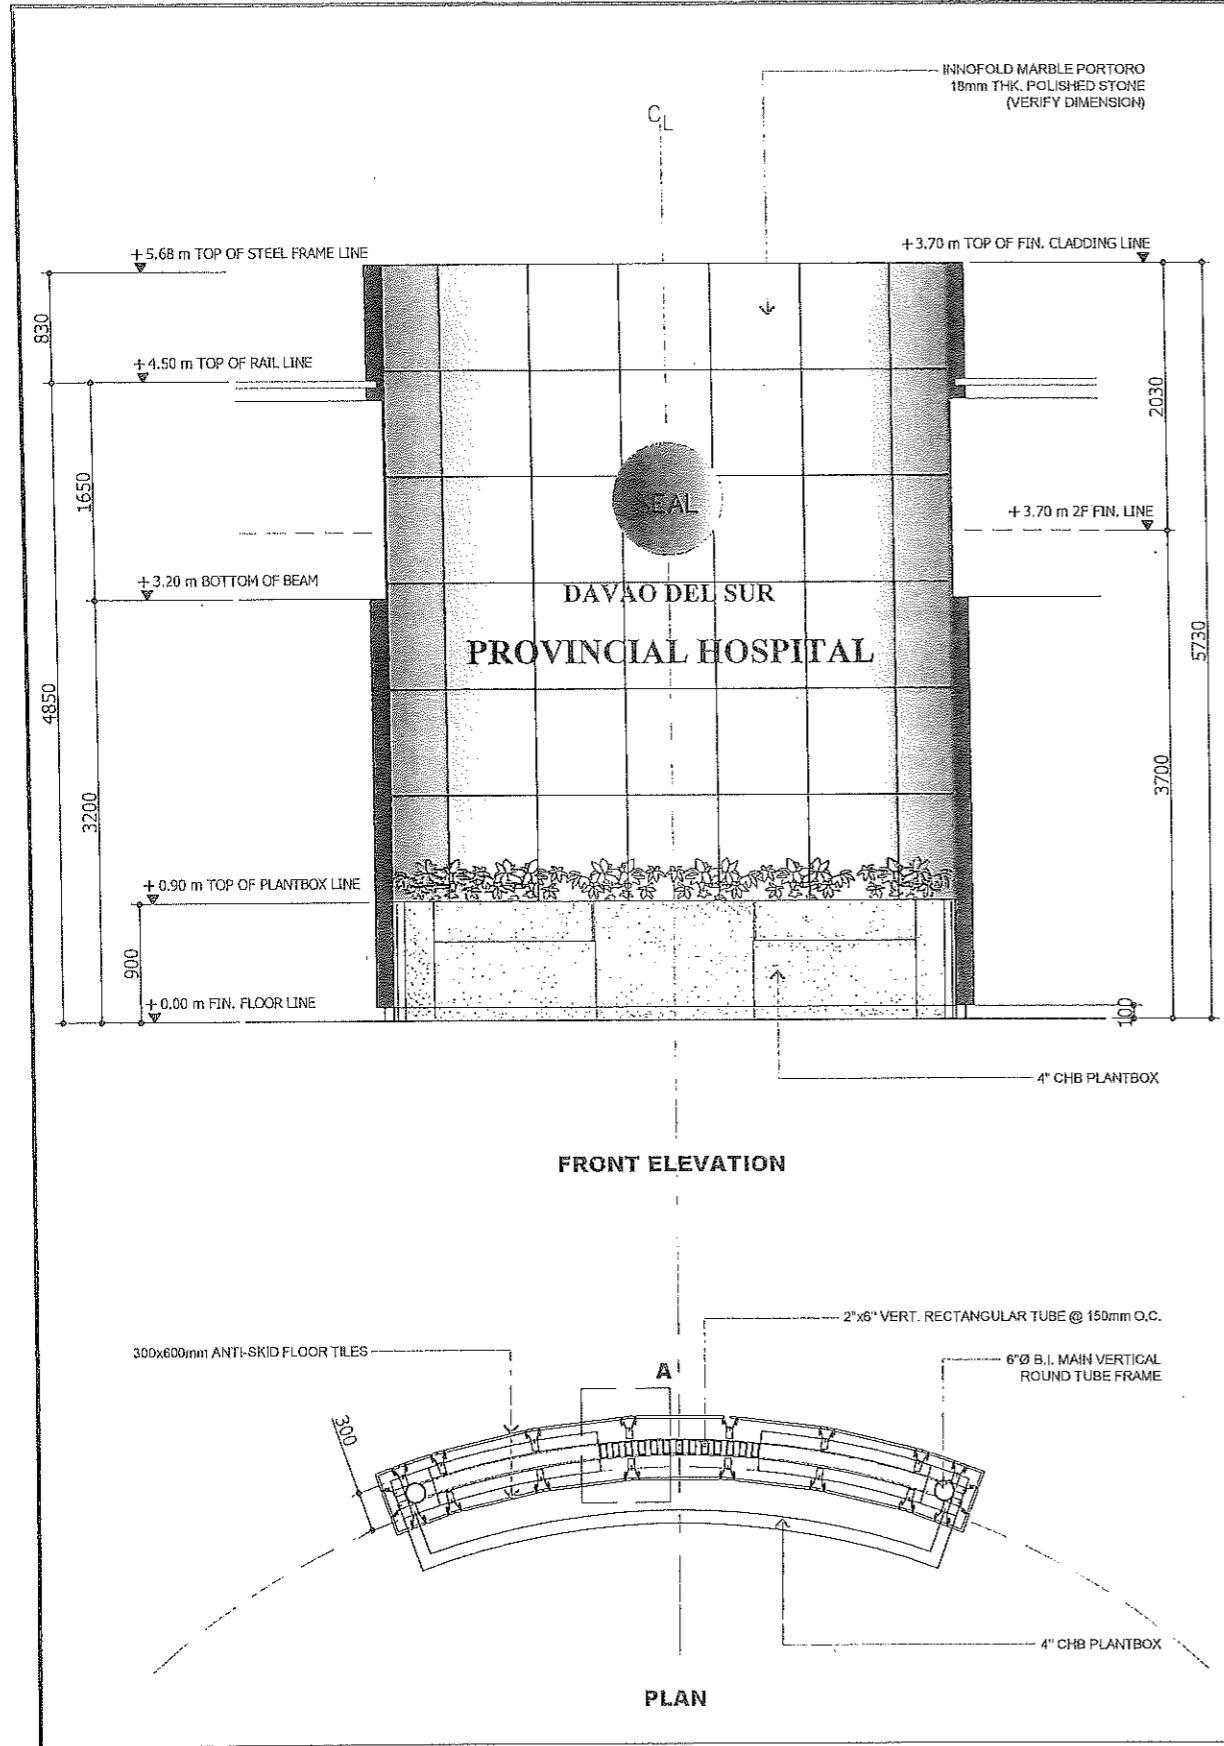 INNOFOLD MARBLE PORTORO
18mm THK. POLISHED STONE
(VERIFY DIMENSION)
CL
+ 5.68 m TOP OF STEEL FRAME LINE
+ 3.70 m TOP OF FIN. CLADDING LINE
830
+ 4.50 m TOP OF RAIL LINE
2030
1650
SEAL
+ 3.70 m 2F FIN. LINE
+ 3.20 m BOTTOM OF BEAM
DAVAO DEL SUR
PROVINCIAL HOSPITAL
5730
4850
3200
3700
+ 0.90 m TOP OF PLANTBOX LINE
900
+ 0.00 m FIN. FLOOR LINE
100
4" CHB PLANTBOX
FRONT ELEVATION
2"x6" VERT. RECTANGULAR TUBE @ 150mm O.C.
300x600mm ANTI-SKID FLOOR TILES
A
6"Ø B.I. MAIN VERTICAL
ROUND TUBE FRAME
300
4" CHB PLANTBOX
PLAN